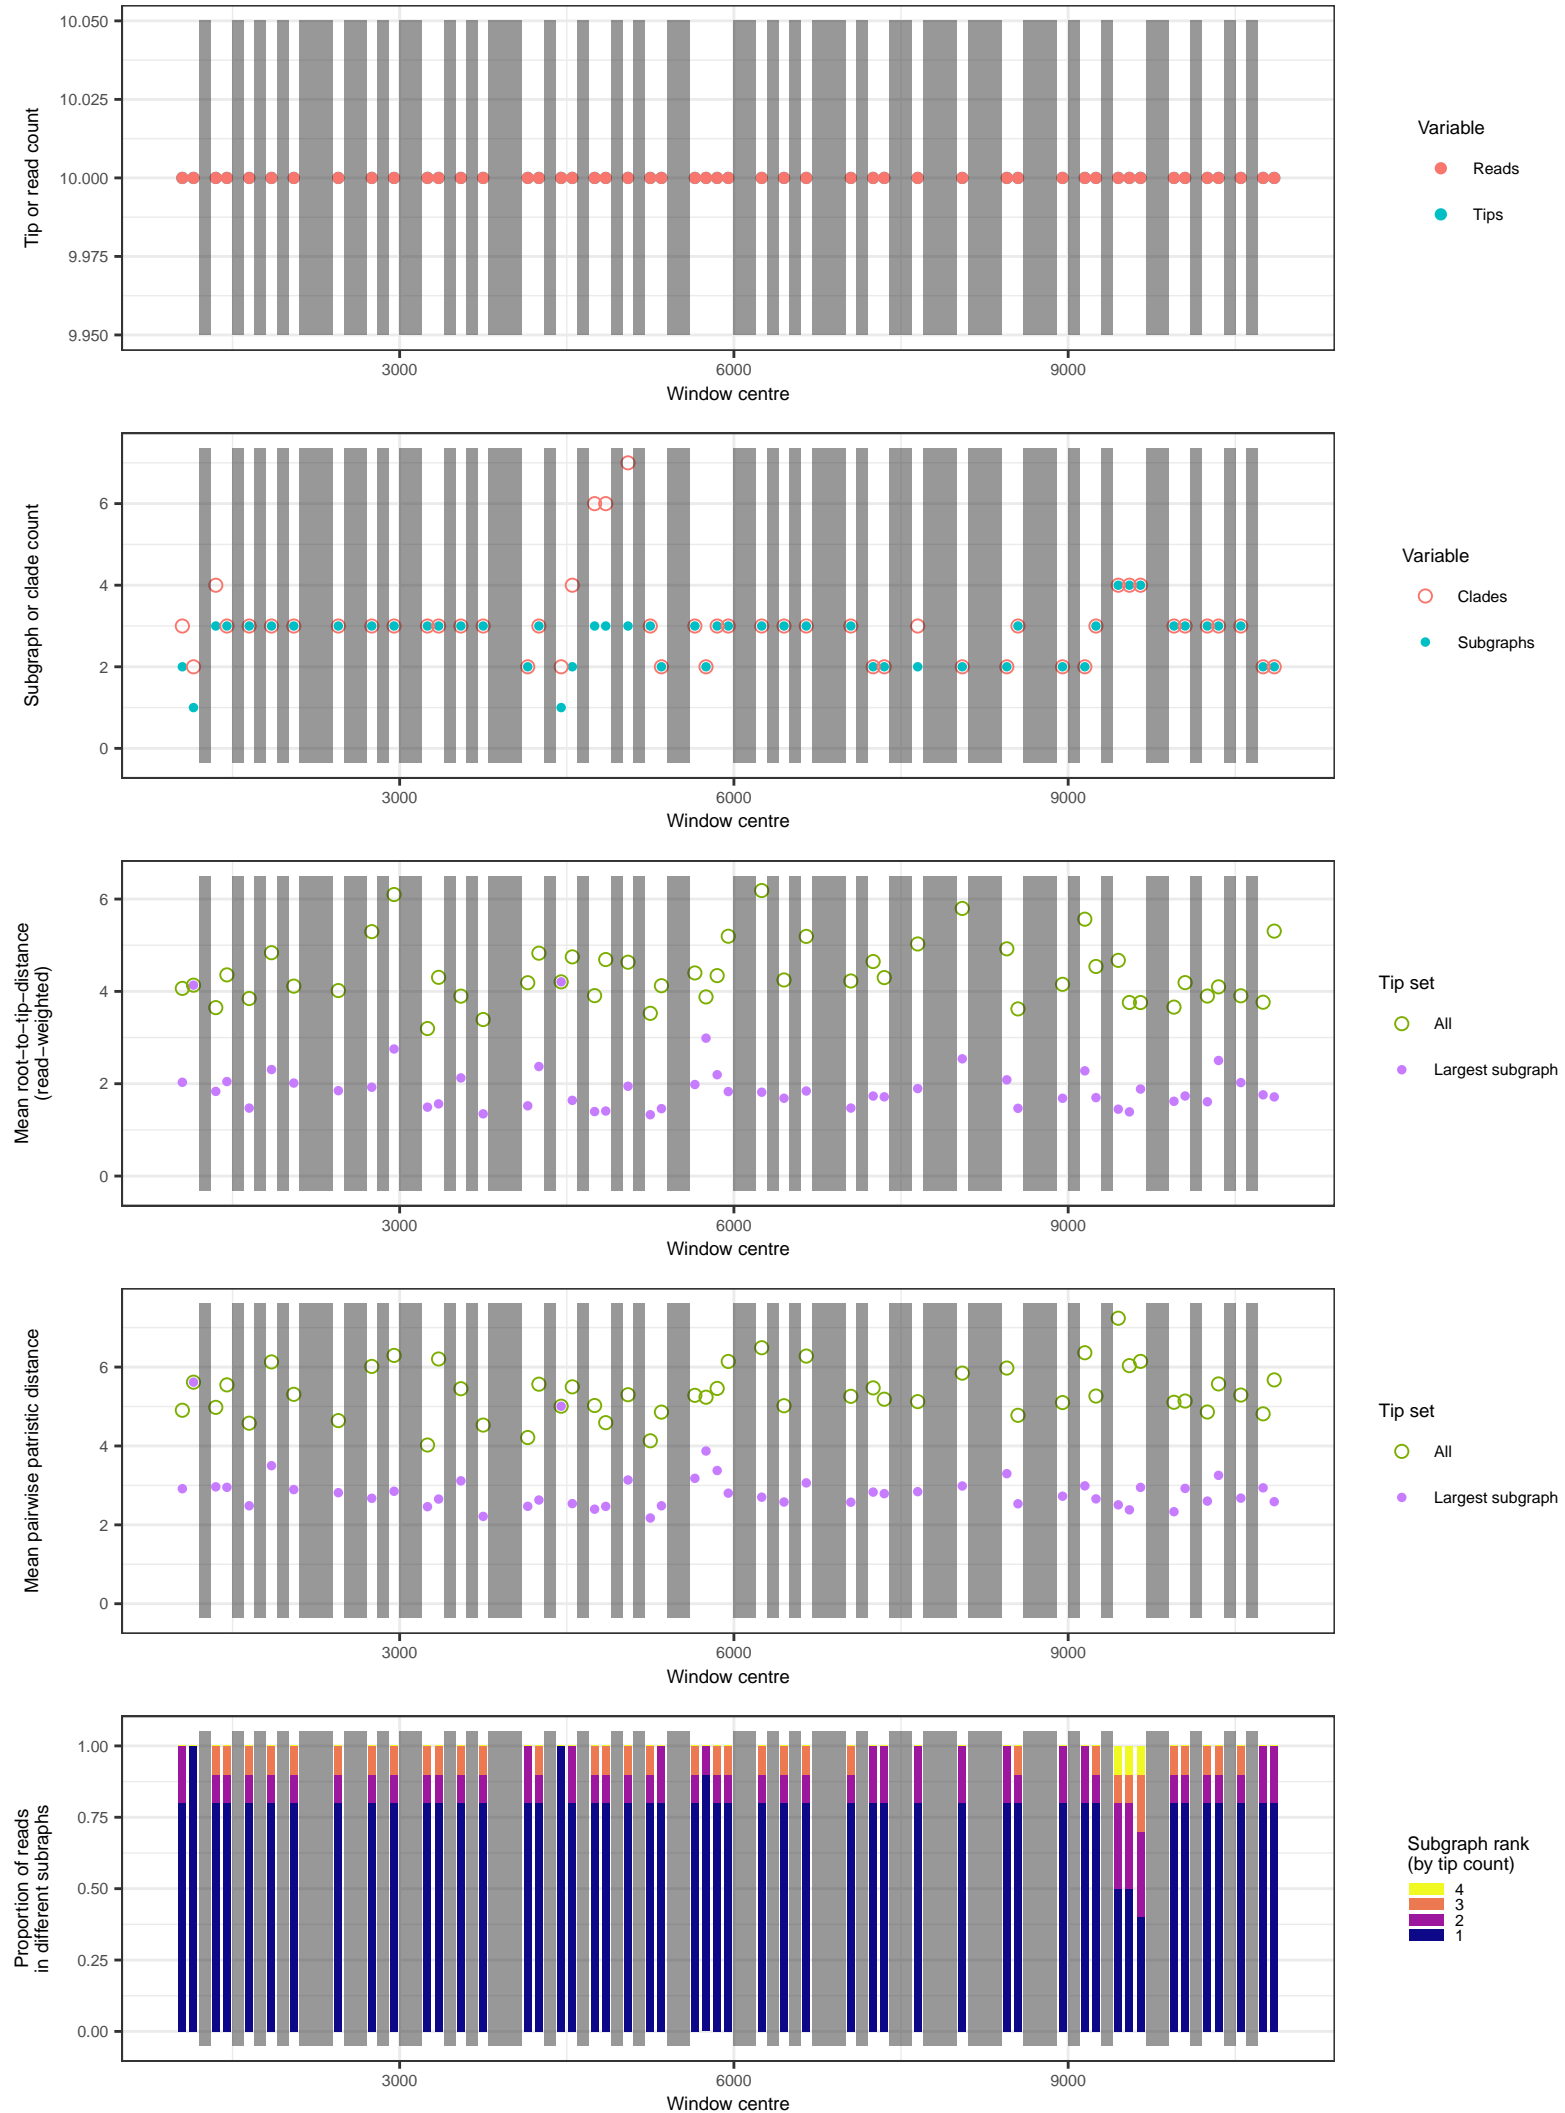 10.050
10.025
10.000
9.975
9.950
Tip or read count
3000
6000
9000
Window centre
Variable
Reads
Tips
6
4
2
0
Subgraph or clade count
3000
6000
9000
Window centre
Variable
Clades
Subgraphs
6
4
2
0
Mean root−to−tip−distance
(read−weighted)
3000
6000
9000
Window centre
Tip set
All
Largest subgraph
6
4
2
0
Mean pairwise patristic distance
3000
6000
9000
Window centre
Tip set
All
Largest subgraph
1.00
0.75
0.50
0.25
0.00
Proportion of reads
in different subraphs
3000
6000
9000
Window centre
Subgraph rank
(by tip count)
4
3
2
1